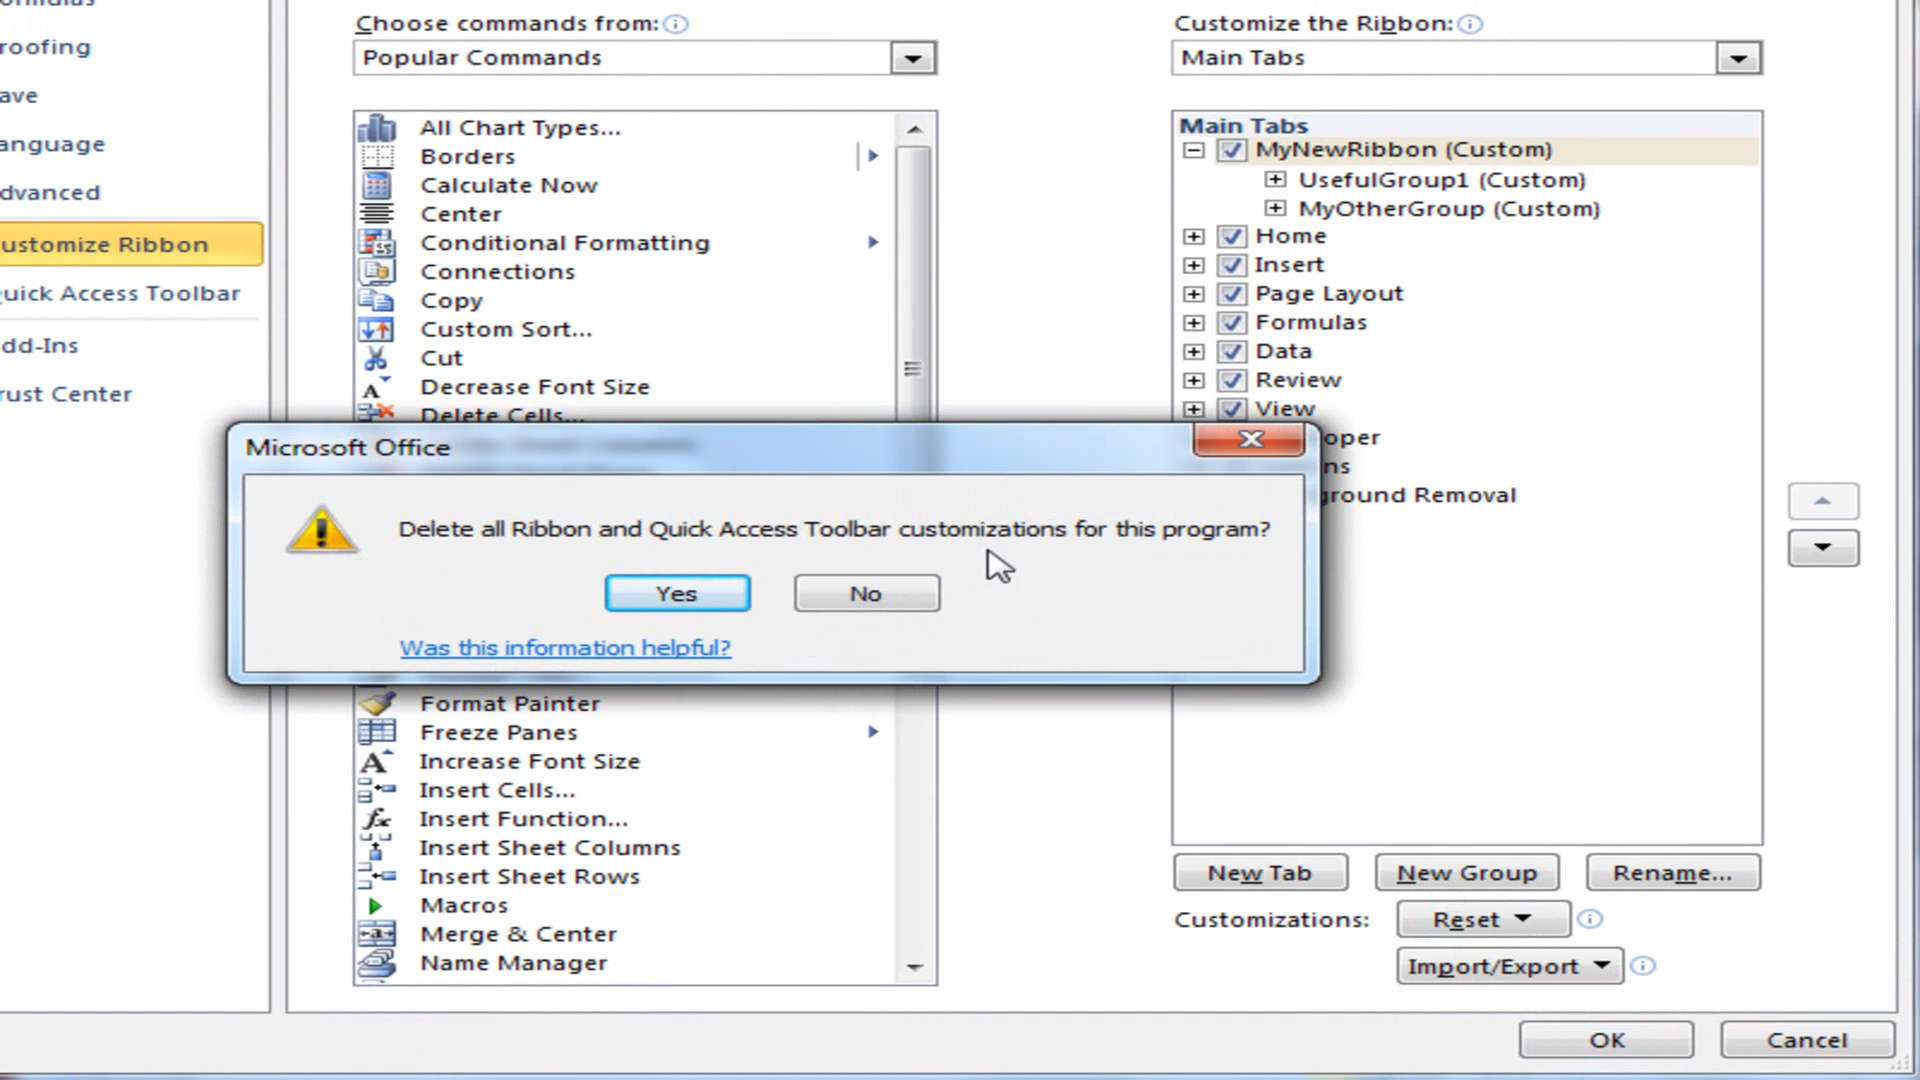 Choose commands from:
Customize the Ribbon:
Popular Commands
Main Tabs
roofing
ave
anguage
dvanced
ustomize Ribbon
uick Access Toolbar
dd-Ins
rust Center
All Chart Types...
Borders
Calculate Now
Center
Conditional Formatting
Connections
Copy
Custom Sort...
Cut
Decrease Font Size
Delete Cells...
Main Tabs
MyNewRibbon (Custom)
UsefulGroup1 (Custom)
MyOtherGroup (Custom)
Home
Insert
Page Layout
Formulas
Data
Review
View
oper
ns
ground Removal
Microsoft Office
Delete all Ribbon and Quick Access Toolbar customizations for this program?
Yes
No
Was this information helpful?
Format Painter
Freeze Panes
Increase Font Size
Insert Cells...
Insert Function...
Insert Sheet Columns
Insert Sheet Rows
Macros
Merge & Center
Name Manager
New Tab
New Group
Rename...
Customizations:
Reset
Import/Export
OK
Cancel